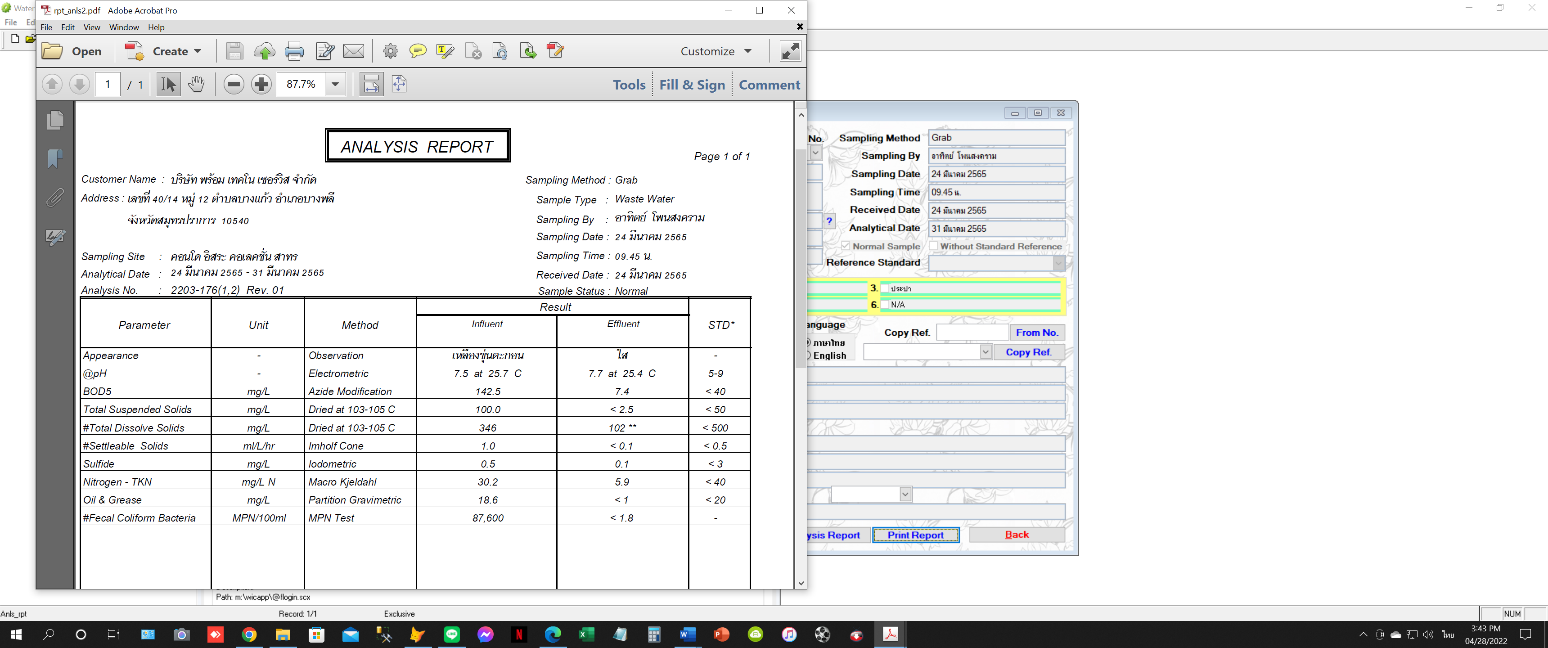 Water
rpt_anls2.pdf - Adobe Acrobat Pro
File Edit View Window Help
File Ed
Open Create Customize
1 / 1 87.7% Tools Fill & Sign Comment
ANALYSIS REPORT
Page 1 of 1
Customer Name : บริษัท พร้อม เทคโน เซอร์วิส จำกัด
Address : เลขที่ 40/14 หมู่ 12 ตำบลบางแก้ว อำเภอบางพลี
จังหวัดสมุทรปราการ 10540
Sampling Site : คอนโด อิสระ คอเลคชั่น สาทร
Analytical Date : 24 มีนาคม 2565 - 31 มีนาคม 2565
Analysis No. : 2203-176(1,2) Rev. 01
Sampling Method : Grab
Sample Type : Waste Water
Sampling By : อาทิตย์ โพนสงคราม
Sampling Date : 24 มีนาคม 2565
Sampling Time : 09.45 น.
Received Date : 24 มีนาคม 2565
Sample Status : Normal
Result
Parameter Unit Method Influent Effluent STD*
Appearance - Observation เหลืองขุ่นตะกอน ใส -
@pH - Electrometric 7.5 at 25.7 C 7.7 at 25.4 C 5-9
BOD5 mg/L Azide Modification 142.5 7.4 < 40
Total Suspended Solids mg/L Dried at 103-105 C 100.0 < 2.5 < 50
#Total Dissolve Solids mg/L Dried at 103-105 C 346 102 ** < 500
#Settleable Solids ml/L/hr Imholf Cone 1.0 < 0.1 < 0.5
Sulfide mg/L Iodometric 0.5 0.1 < 3
Nitrogen - TKN mg/L N Macro Kjeldahl 30.2 5.9 < 40
Oil & Grease mg/L Partition Gravimetric 18.6 < 1 < 20
#Fecal Coliform Bacteria MPN/100ml MPN Test 87,600 < 1.8 -
No. Sampling Method Grab
Sampling By อาทิตย์ โพนสงคราม
Sampling Date 24 มีนาคม 2565
Sampling Time 09.45 น.
Received Date 24 มีนาคม 2565
? Analytical Date 31 มีนาคม 2565
Normal Sample Without Standard Reference
Reference Standard
3. ประปา
6. N/A
anguage Copy Ref. From No.
ภาษาไทย
English Copy Ref.
ysis Report Print Report Back
Path: m:\wicapp\@flogin.scx
Anls_rpt Record: 1/1 Exclusive NUM
ไทย 3:43 PM
04/28/2022